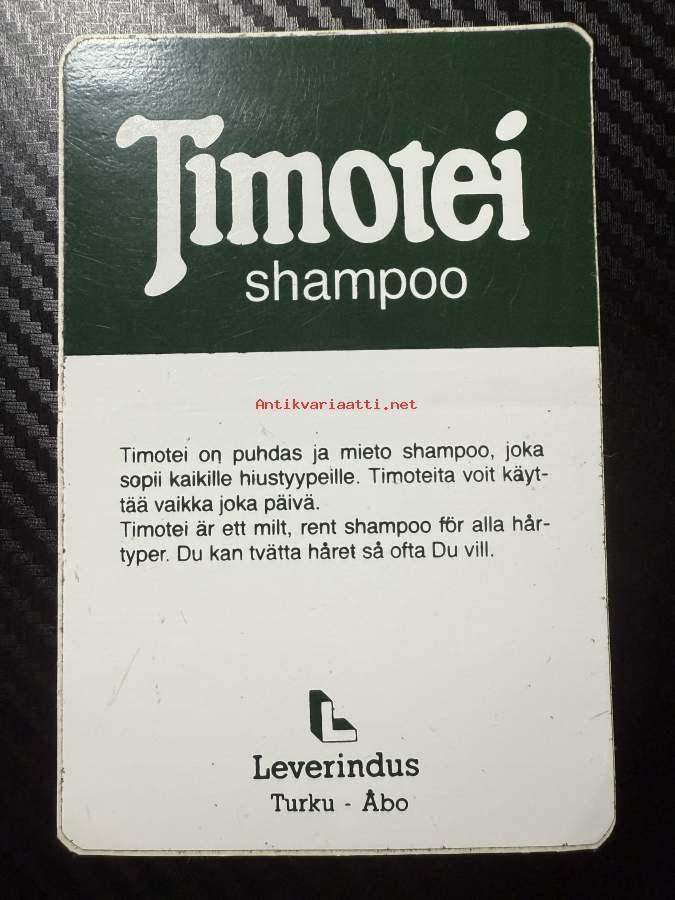 Timotei
shampoo
Antikvariaatti.net
Timotei on puhdas ja mieto shampoo, joka
sopii kaikille hiustyypeille. Timoteita voit käyt-
tää vaikka joka päivä.
Timotei är ett milt, rent shampoo för alla hår-
typer. Du kan tvätta håret så ofta Du vill.
L
Leverindus
Turku - Åbo